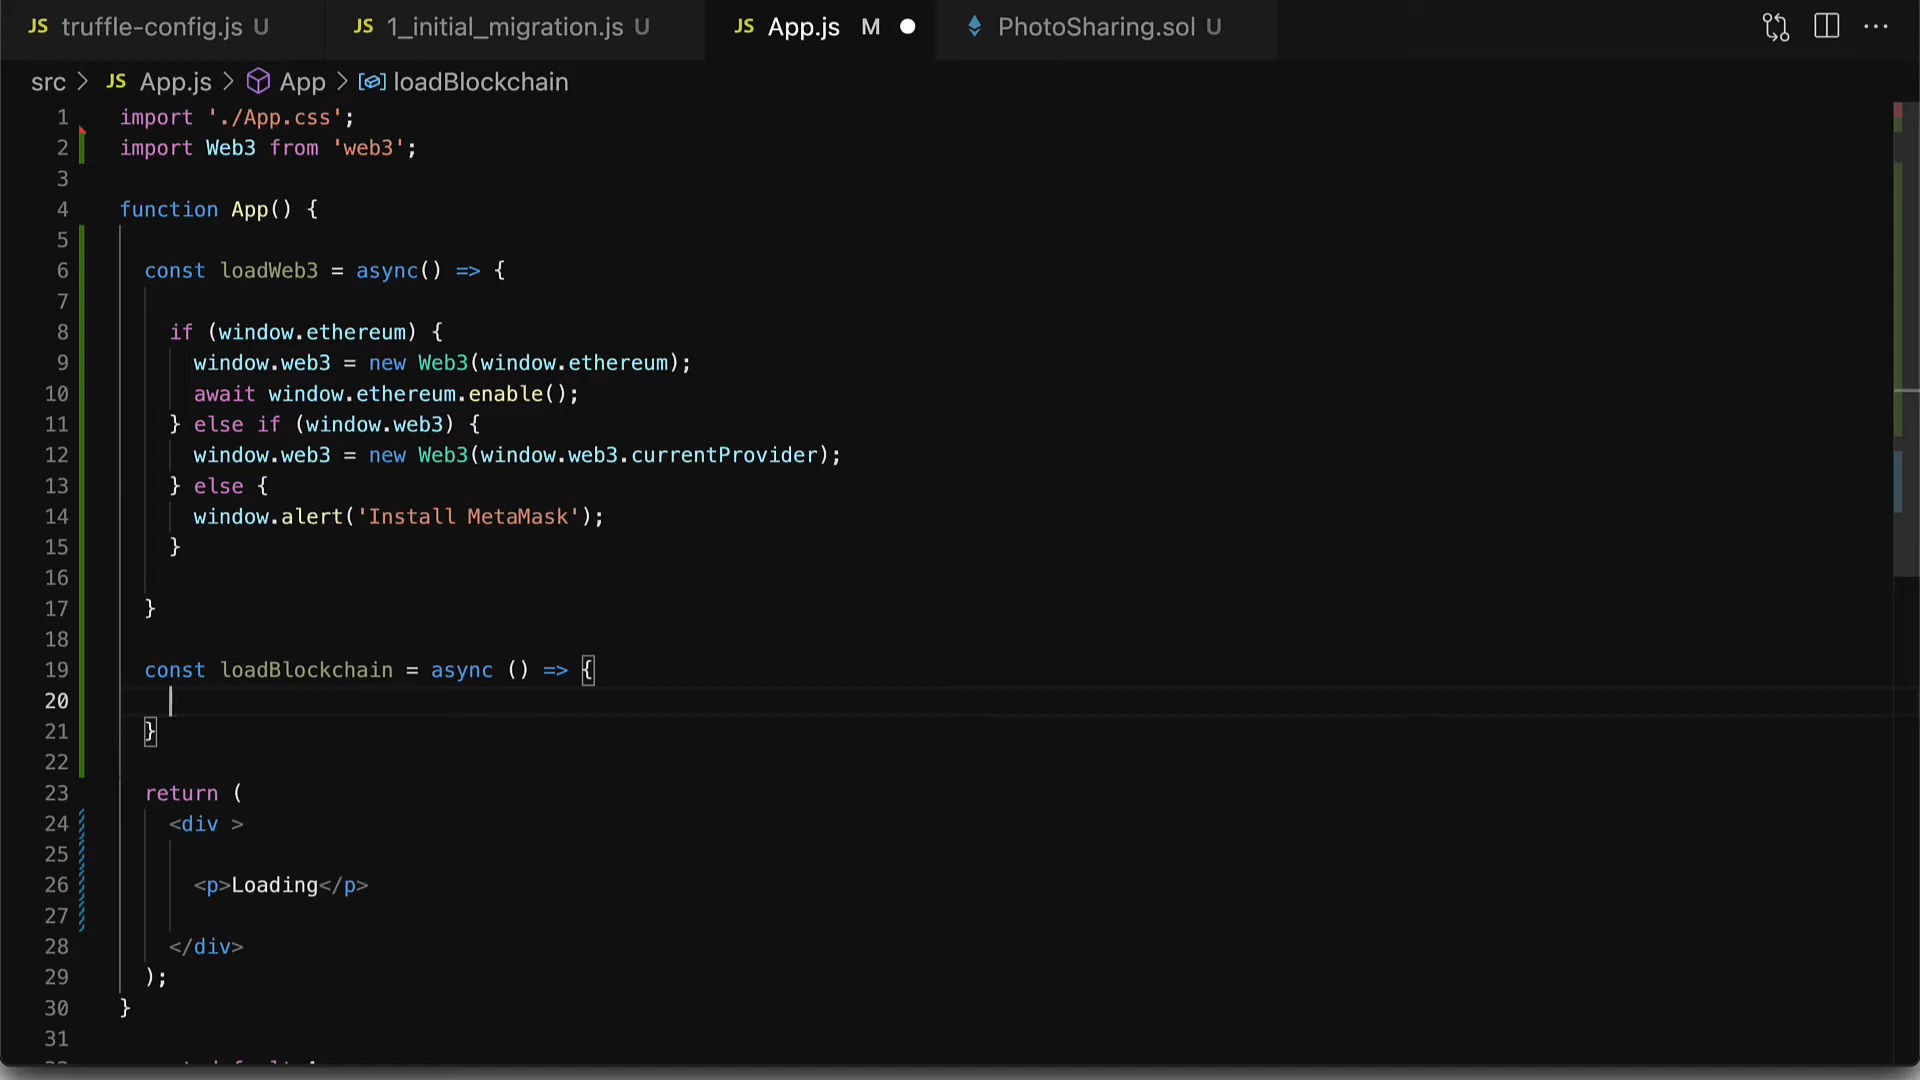 JS truffle-config.js U JS 1_initial_migration.js U JS App.js M PhotoSharing.sol U
src > JS App.js > App > loadBlockchain
1 import './App.css';
2 import Web3 from 'web3';
3
4 function App() {
5
6 const loadWeb3 = async() => {
7
8 if (window.ethereum) {
9 window.web3 = new Web3(window.ethereum);
10 await window.ethereum.enable();
11 } else if (window.web3) {
12 window.web3 = new Web3(window.web3.currentProvider);
13 } else {
14 window.alert('Install MetaMask');
15 }
16
17 }
18
19 const loadBlockchain = async () => {
20
21 }
22
23 return (
24 <div >
25
26 <p>Loading</p>
27
28 </div>
29 );
30 }
31